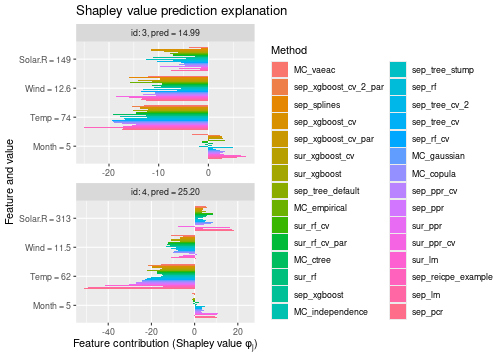 Shapley value prediction explanation
id: 3, pred = 14.99
Solar.R = 149
Wind = 12.6
Temp = 74
Month = 5
-20
-10
0
id: 4, pred = 25.20
Solar.R = 313
Wind = 11.5
Temp = 62
Month = 5
-40
-20
0
20
Feature contribution (Shapley value φj)
Feature and value
Method
MC_vaeac
sep_xgboost_cv_2_par
sep_splines
sep_xgboost_cv
sep_xgboost_cv_par
sur_xgboost_cv
sur_xgboost
sep_tree_default
MC_empirical
sur_rf_cv
sur_rf_cv_par
MC_ctree
sur_rf
sep_xgboost
MC_independence
sep_tree_stump
sep_rf
sep_tree_cv_2
sep_tree_cv
sep_rf_cv
MC_gaussian
MC_copula
sep_ppr_cv
sep_ppr
sur_ppr
sur_ppr_cv
sur_lm
sep_reicpe_example
sep_lm
sep_pcr